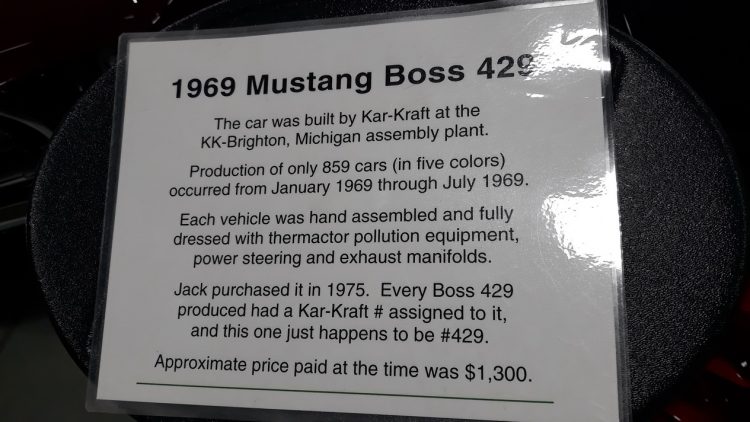 1969 Mustang Boss 429
The car was built by Kar-Kraft at the
KK-Brighton, Michigan assembly plant.
Production of only 859 cars (in five colors)
occurred from January 1969 through July 1969.
Each vehicle was hand assembled and fully
dressed with thermactor pollution equipment,
power steering and exhaust manifolds.
Jack purchased it in 1975.  Every Boss 429
produced had a Kar-Kraft # assigned to it,
and this one just happens to be #429.
Approximate price paid at the time was $1,300.